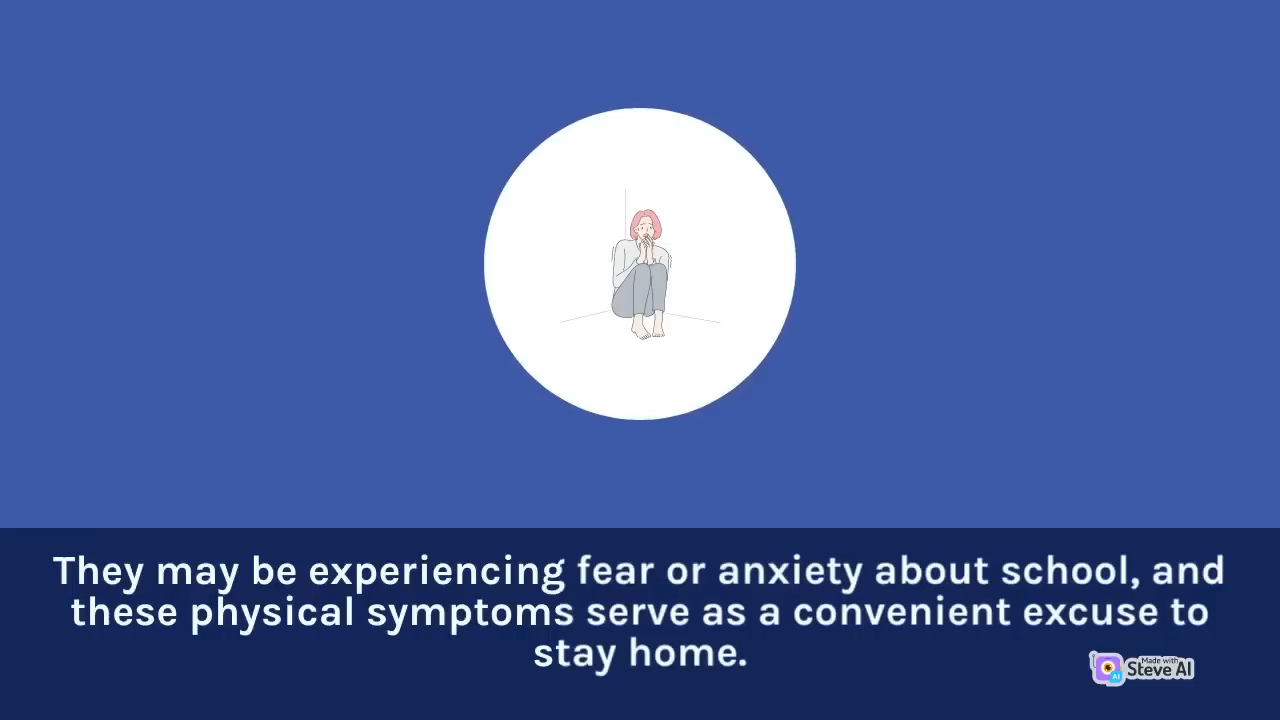 They may be experiencing fear or anxiety about school, and
these physical symptoms serve as a convenient excuse to
stay home.
Made with
Steve AI
AI